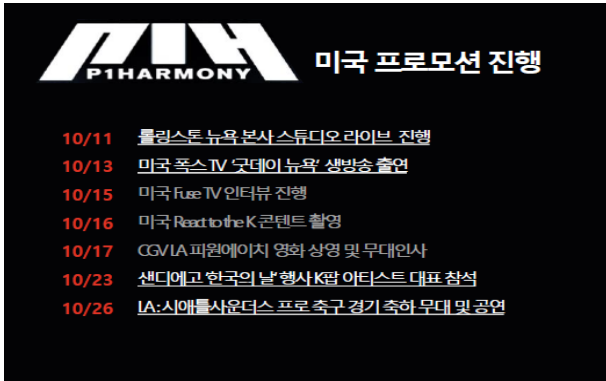 P1H
P1HARMONY
미국 프로모션 진행
10/11 롤링스톤 뉴욕 본사 스튜디오 라이브 진행
10/13 미국 폭스 TV '굿데이 뉴욕' 생방송 출연
10/15 미국 Fuse TV 인터뷰 진행
10/16 미국 React to the K 콘텐트 촬영
10/17 CGV LA 피원에이치 영화 상영 및 무대인사
10/23 샌디에고 '한국의 날' 행사 K팝 아티스트 대표 참석
10/26 LA : 시애틀사운더스 프로 축구 경기 축하 무대 및 공연